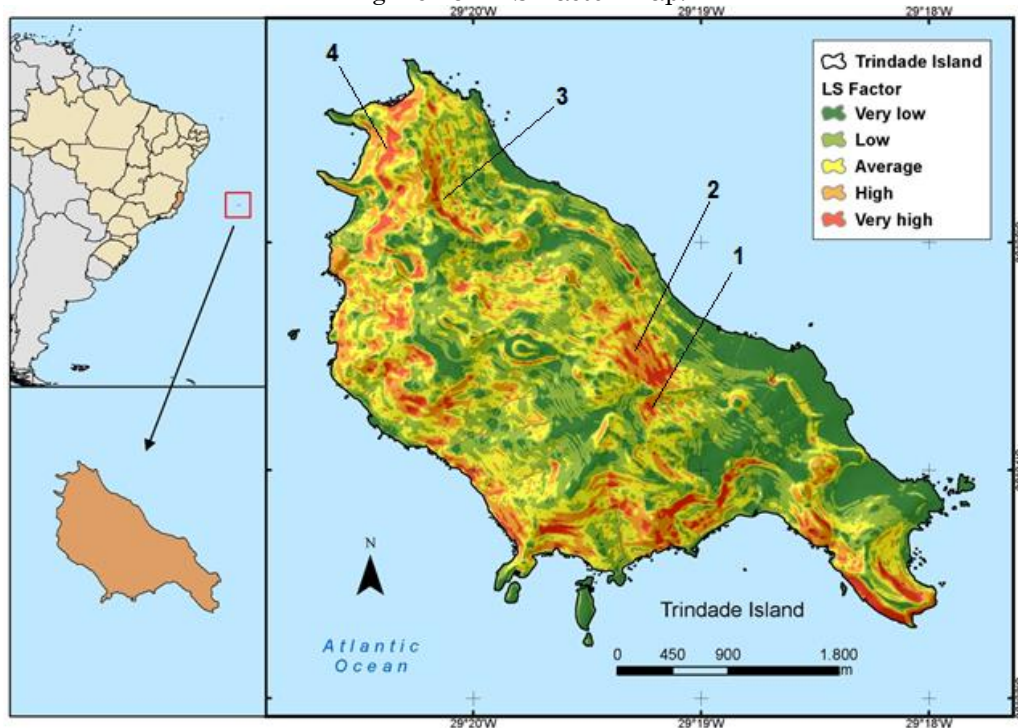 29°20'W 29°19'W 29°18'W
4
3
2
1
Trindade Island
LS Factor
Very low
Low
Average
High
Very high
N
Trindade Island
Atlantic
Ocean
0 450 900 1.800
m
29°20'W 29°19'W 29°18'W